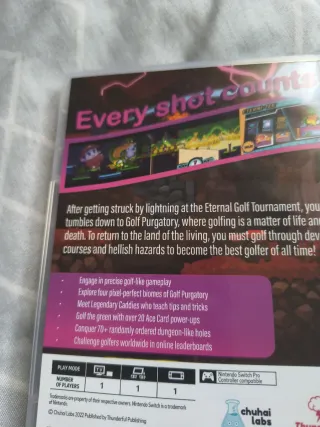 Every shot counts
After getting struck by lightning at the Eternal Golf Tournament, you
tumbles down to Golf Purgatory, where golfing is a matter of life an
death. To return to the land of the living, you must golf through
courses and hellish hazards to become the best golfer of all time!
Engage in precise golf-like gameplay
Explore four pixel-perfect biomes of Golf Purgatory
Meet Legendary Caddies who teach tips and tricks
Golf the green with over 20 Ace Card power-ups
Conquer 70+ randomly ordered dungeon-like holes
Challenge golfers worldwide in online leaderboards
PLAY MODE
NUMBER OF PLAYERS 1 1 1
Nintendo Switch Pro Controller compatible
Trademarks are property of their respective owners. Nintendo Switch is a trademark
of Nintendo.
© Chuhai Labs 2022 Published by Thunderful Publishing
chuhai
labs